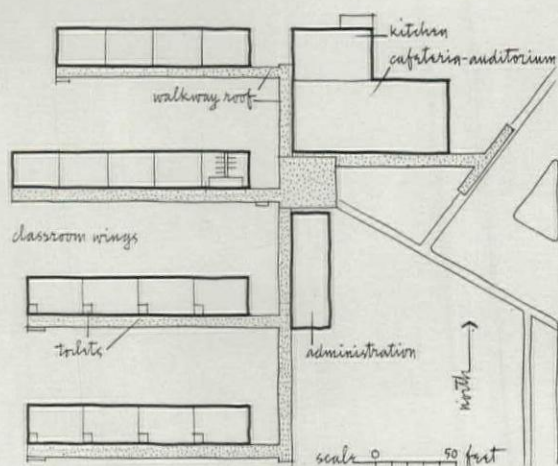 kitchen
cafeteria-auditorium
walkway roof
classroom wings
toilets
administration
north
scale 0 50 feet